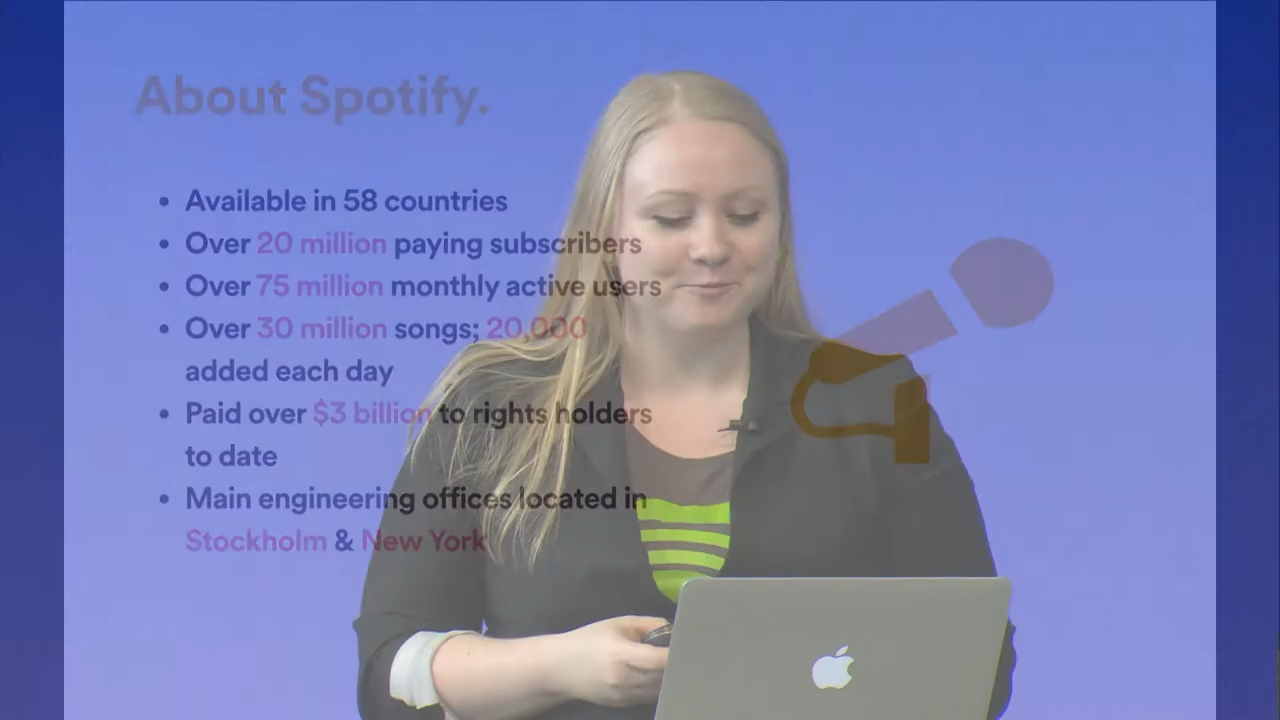 About Spotify.
• Available in 58 countries
• Over 20 million paying subscribers
• Over 75 million monthly active users
• Over 30 million songs; 20,000
added each day
• Paid over $3 billion to rights holders
to date
• Main engineering offices located in
Stockholm & New York